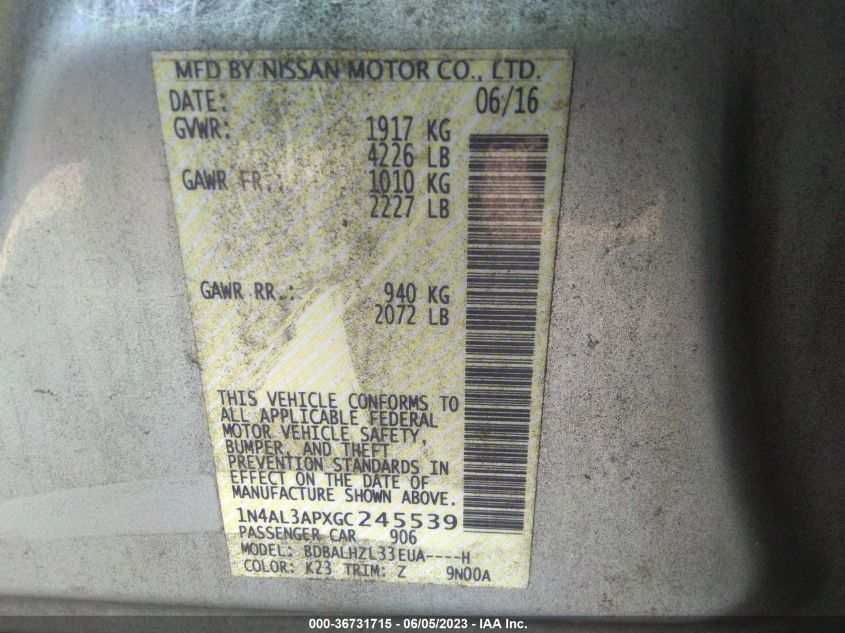 MFD BY NISSAN MOTOR CO., LTD.
DATE: 06/16
GVWR: 1917 KG
4226 LB
GAWR FR.: 1010 KG
2227 LB
GAWR RR.: 940 KG
2072 LB
THIS VEHICLE CONFORMS TO
ALL APPLICABLE FEDERAL
MOTOR VEHICLE SAFETY,
BUMPER, AND THEFT
PREVENTION STANDARDS IN
EFFECT ON THE DATE OF
MANUFACTURE SHOWN ABOVE.
1N4AL3APXGC245539
PASSENGER CAR 906
MODEL: BDBALHZL33EUA----H
COLOR: K23 TRIM: Z 9N00A
000-36731715 - 06/05/2023 - IAA Inc.